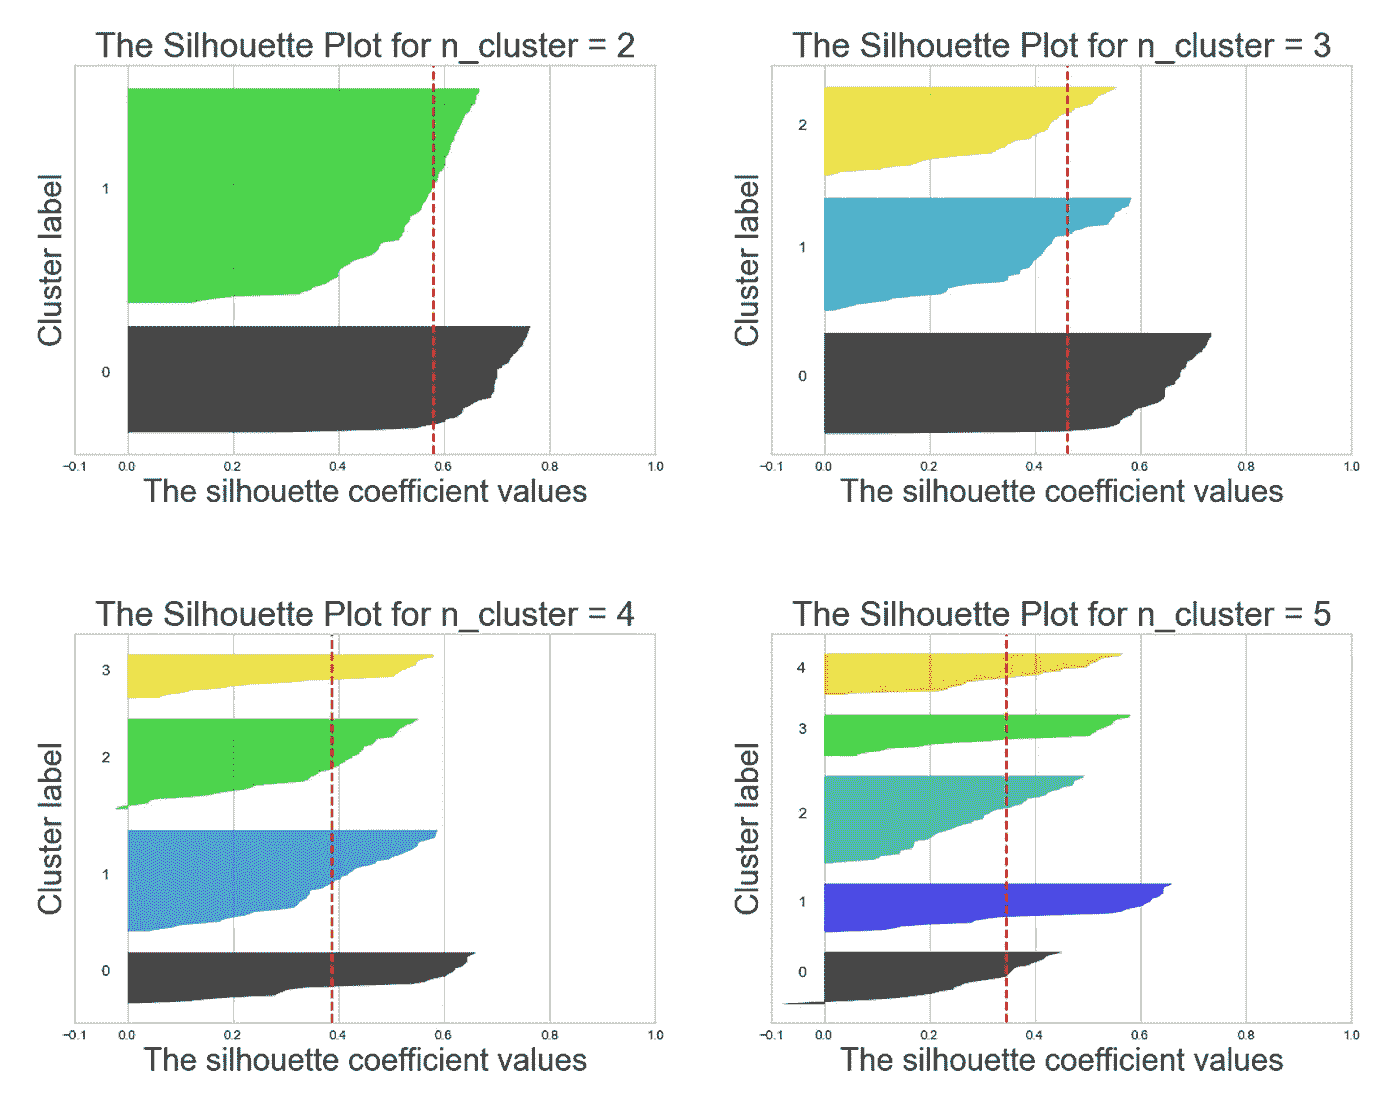 The Silhouette Plot for n_cluster = 2
Cluster label
1
0
−0.1 0.0 0.2 0.4 0.6 0.8 1.0
The silhouette coefficient values
The Silhouette Plot for n_cluster = 3
Cluster label
2
1
0
−0.1 0.0 0.2 0.4 0.6 0.8 1.0
The silhouette coefficient values
The Silhouette Plot for n_cluster = 4
Cluster label
3
2
1
0
−0.1 0.0 0.2 0.4 0.6 0.8 1.0
The silhouette coefficient values
The Silhouette Plot for n_cluster = 5
Cluster label
4
3
2
1
0
−0.1 0.0 0.2 0.4 0.6 0.8 1.0
The silhouette coefficient values